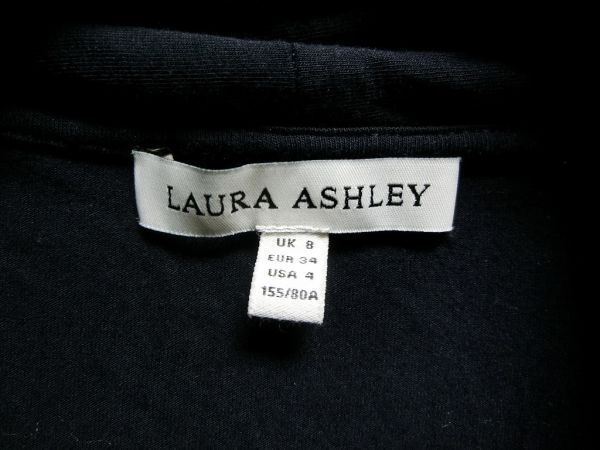 LAURA ASHLEY
UK 8
EUR 34
USA 4
155/80A